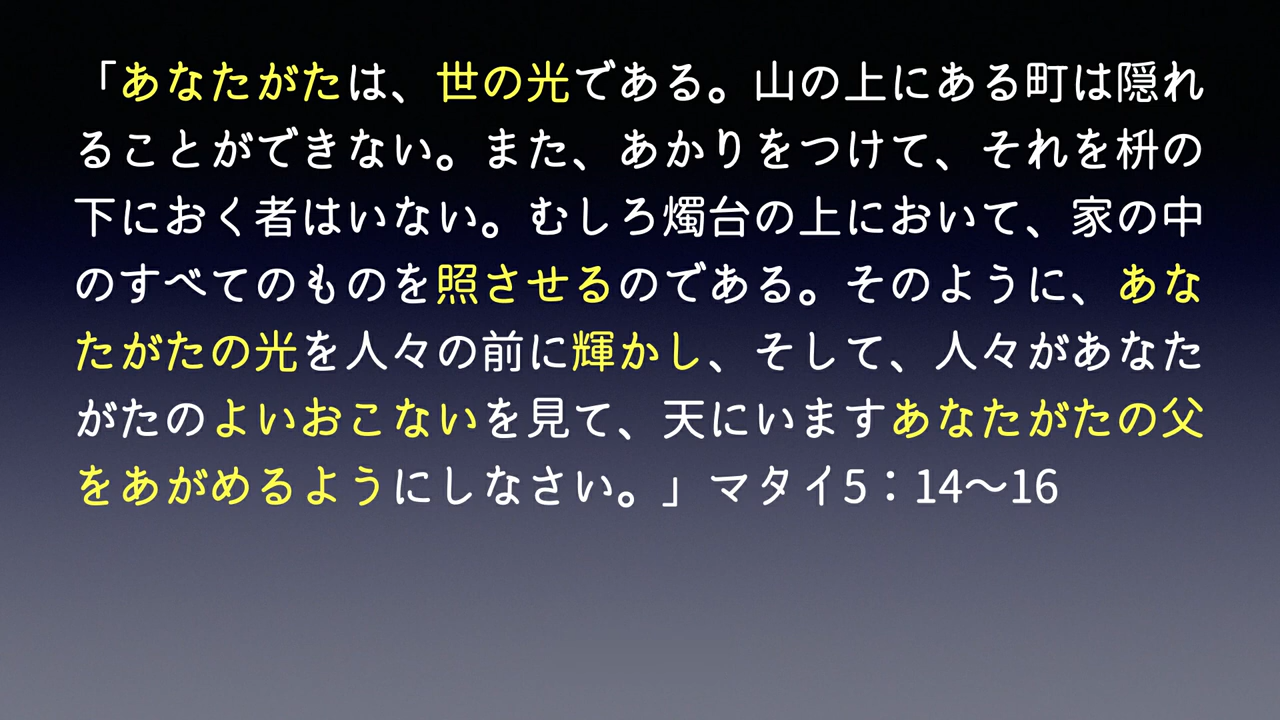 「あなたがたは、世の光である。山の上にある町は隠れ
ることができない。また、あかりをつけて、それを枡の
下におく者はいない。むしろ燭台の上において、家の中
のすべてのものを照させるのである。そのように、あな
たがたの光を人々の前に輝かし、そして、人々があなた
がたのよいおこないを見て、天にいますあなたがたの父
をあがめるようにしなさい。」マタイ5：14～16